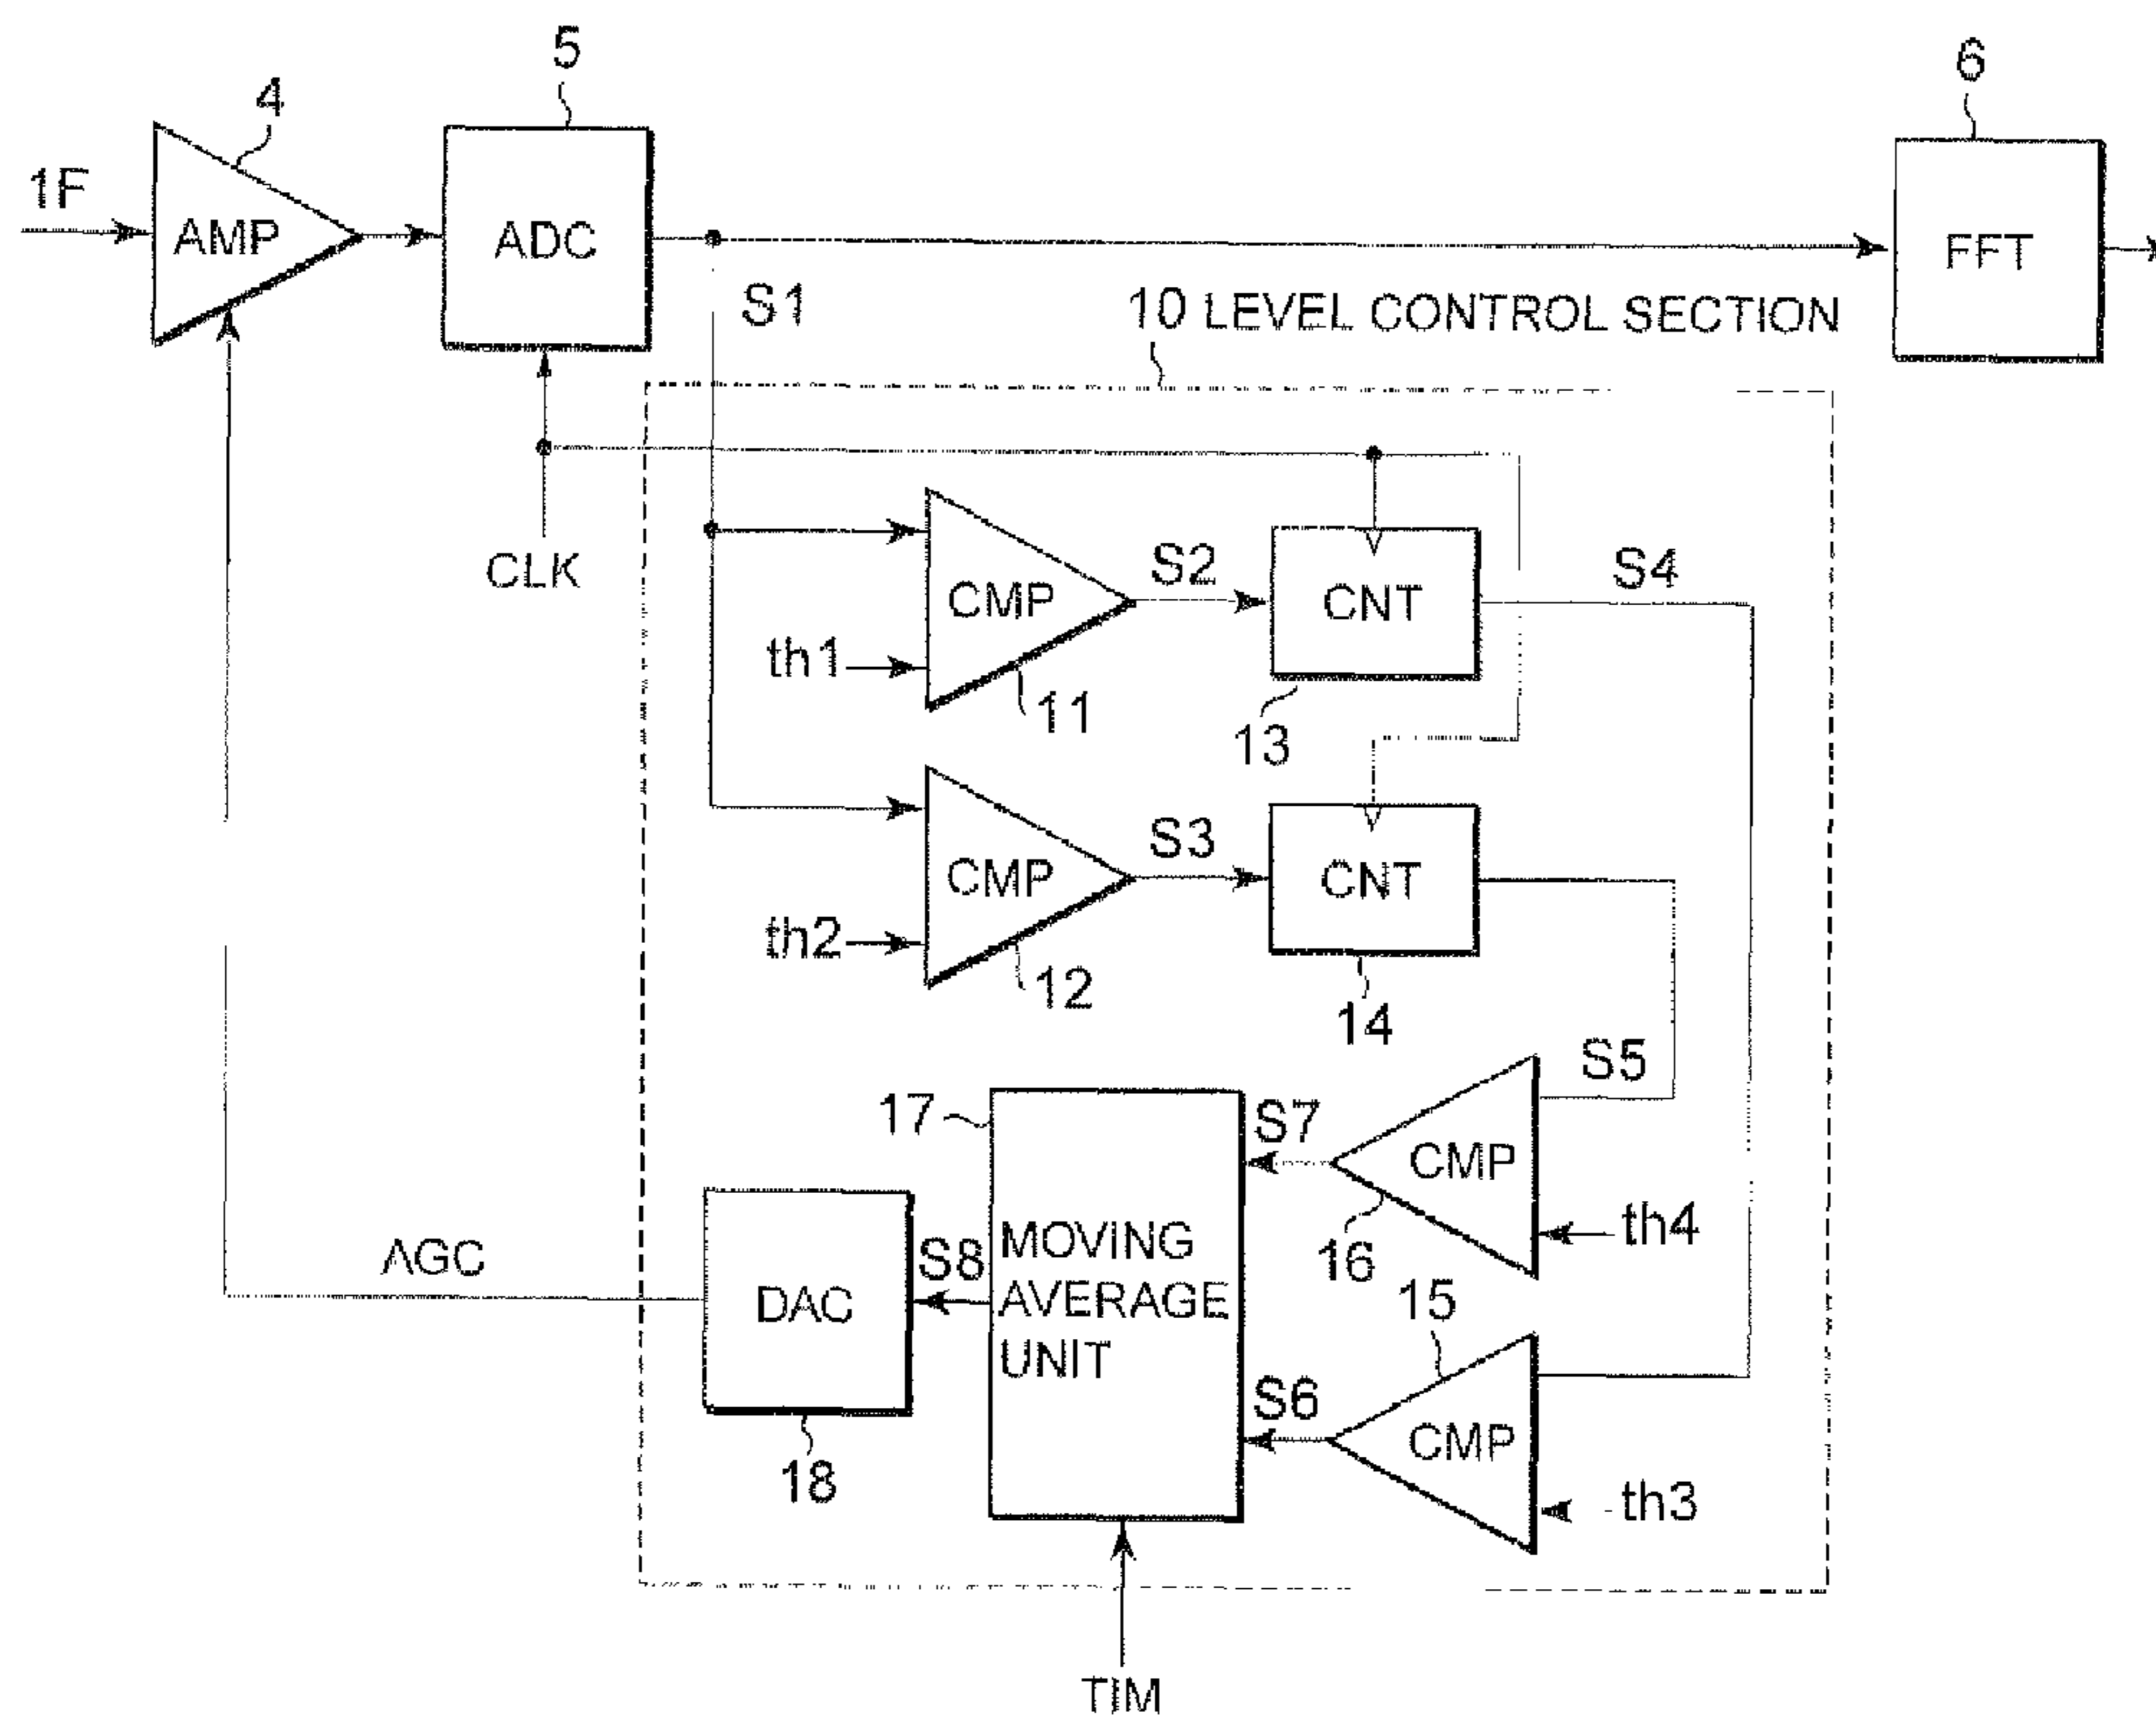 5
6
4
1F
AMP
ADC
FFT
S1
10 LEVEL CONTROL SECTION
CLK
CMP
S2
CNT
S4
th1
11
13
CMP
S3
CNT
th2
12
14
S5
17
S7
CMP
16
th4
MOVING
AVERAGE
UNIT
S8
DAC
AGC
15
S6
CMP
18
th3
TIM